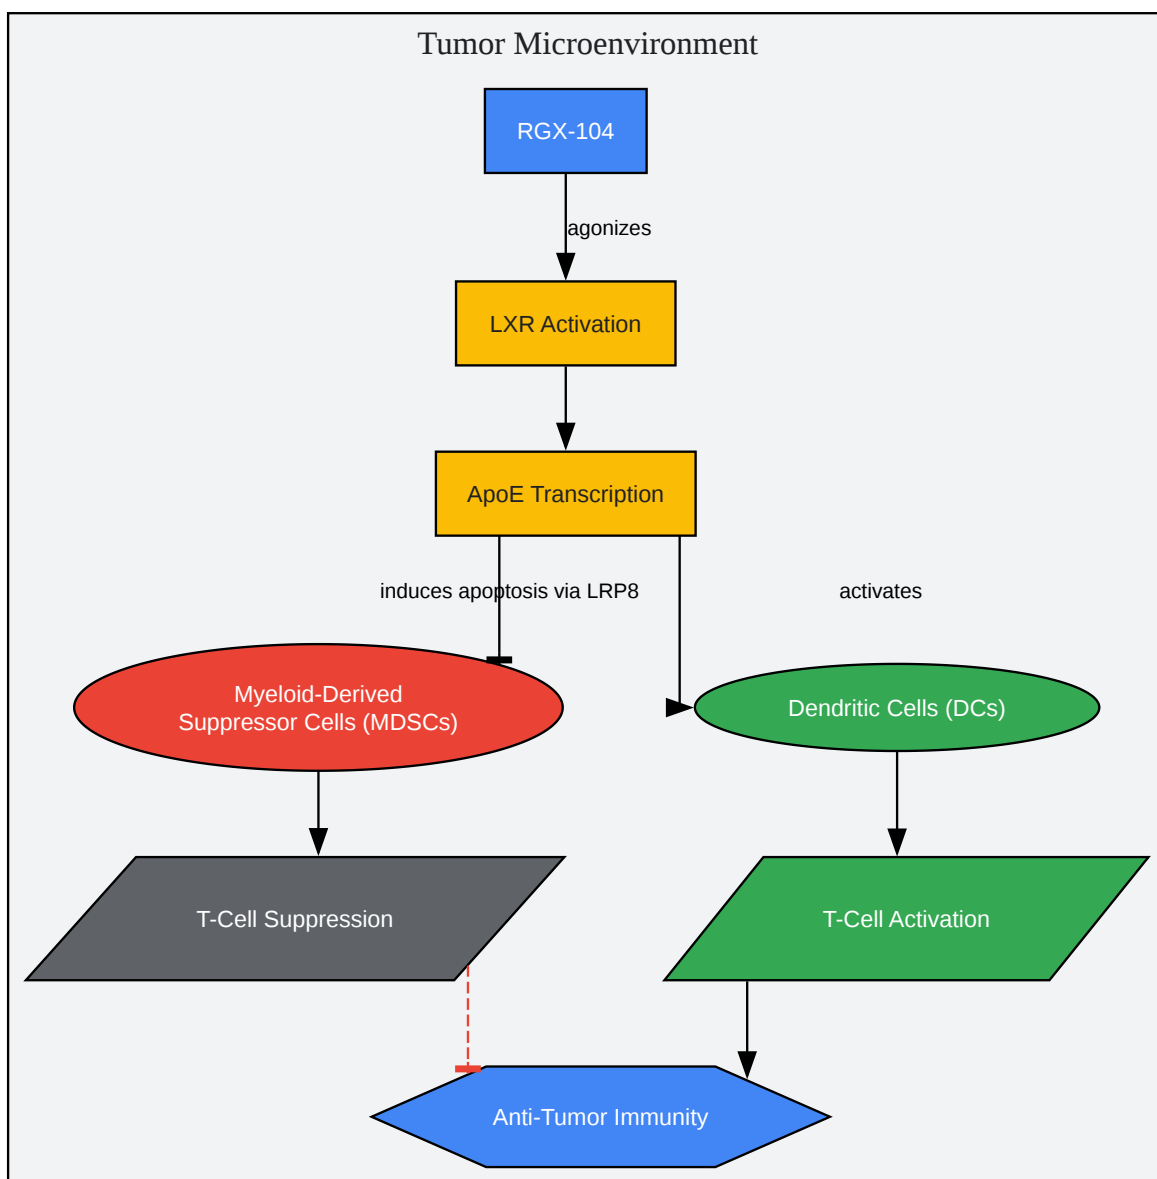 Tumor Microenvironment
RGX-104
agonizes
LXR Activation
ApoE Transcription
induces apoptosis via LRP8
activates
Myeloid-Derived
Suppressor Cells (MDSCs)
Dendritic Cells (DCs)
T-Cell Suppression
T-Cell Activation
Anti-Tumor Immunity